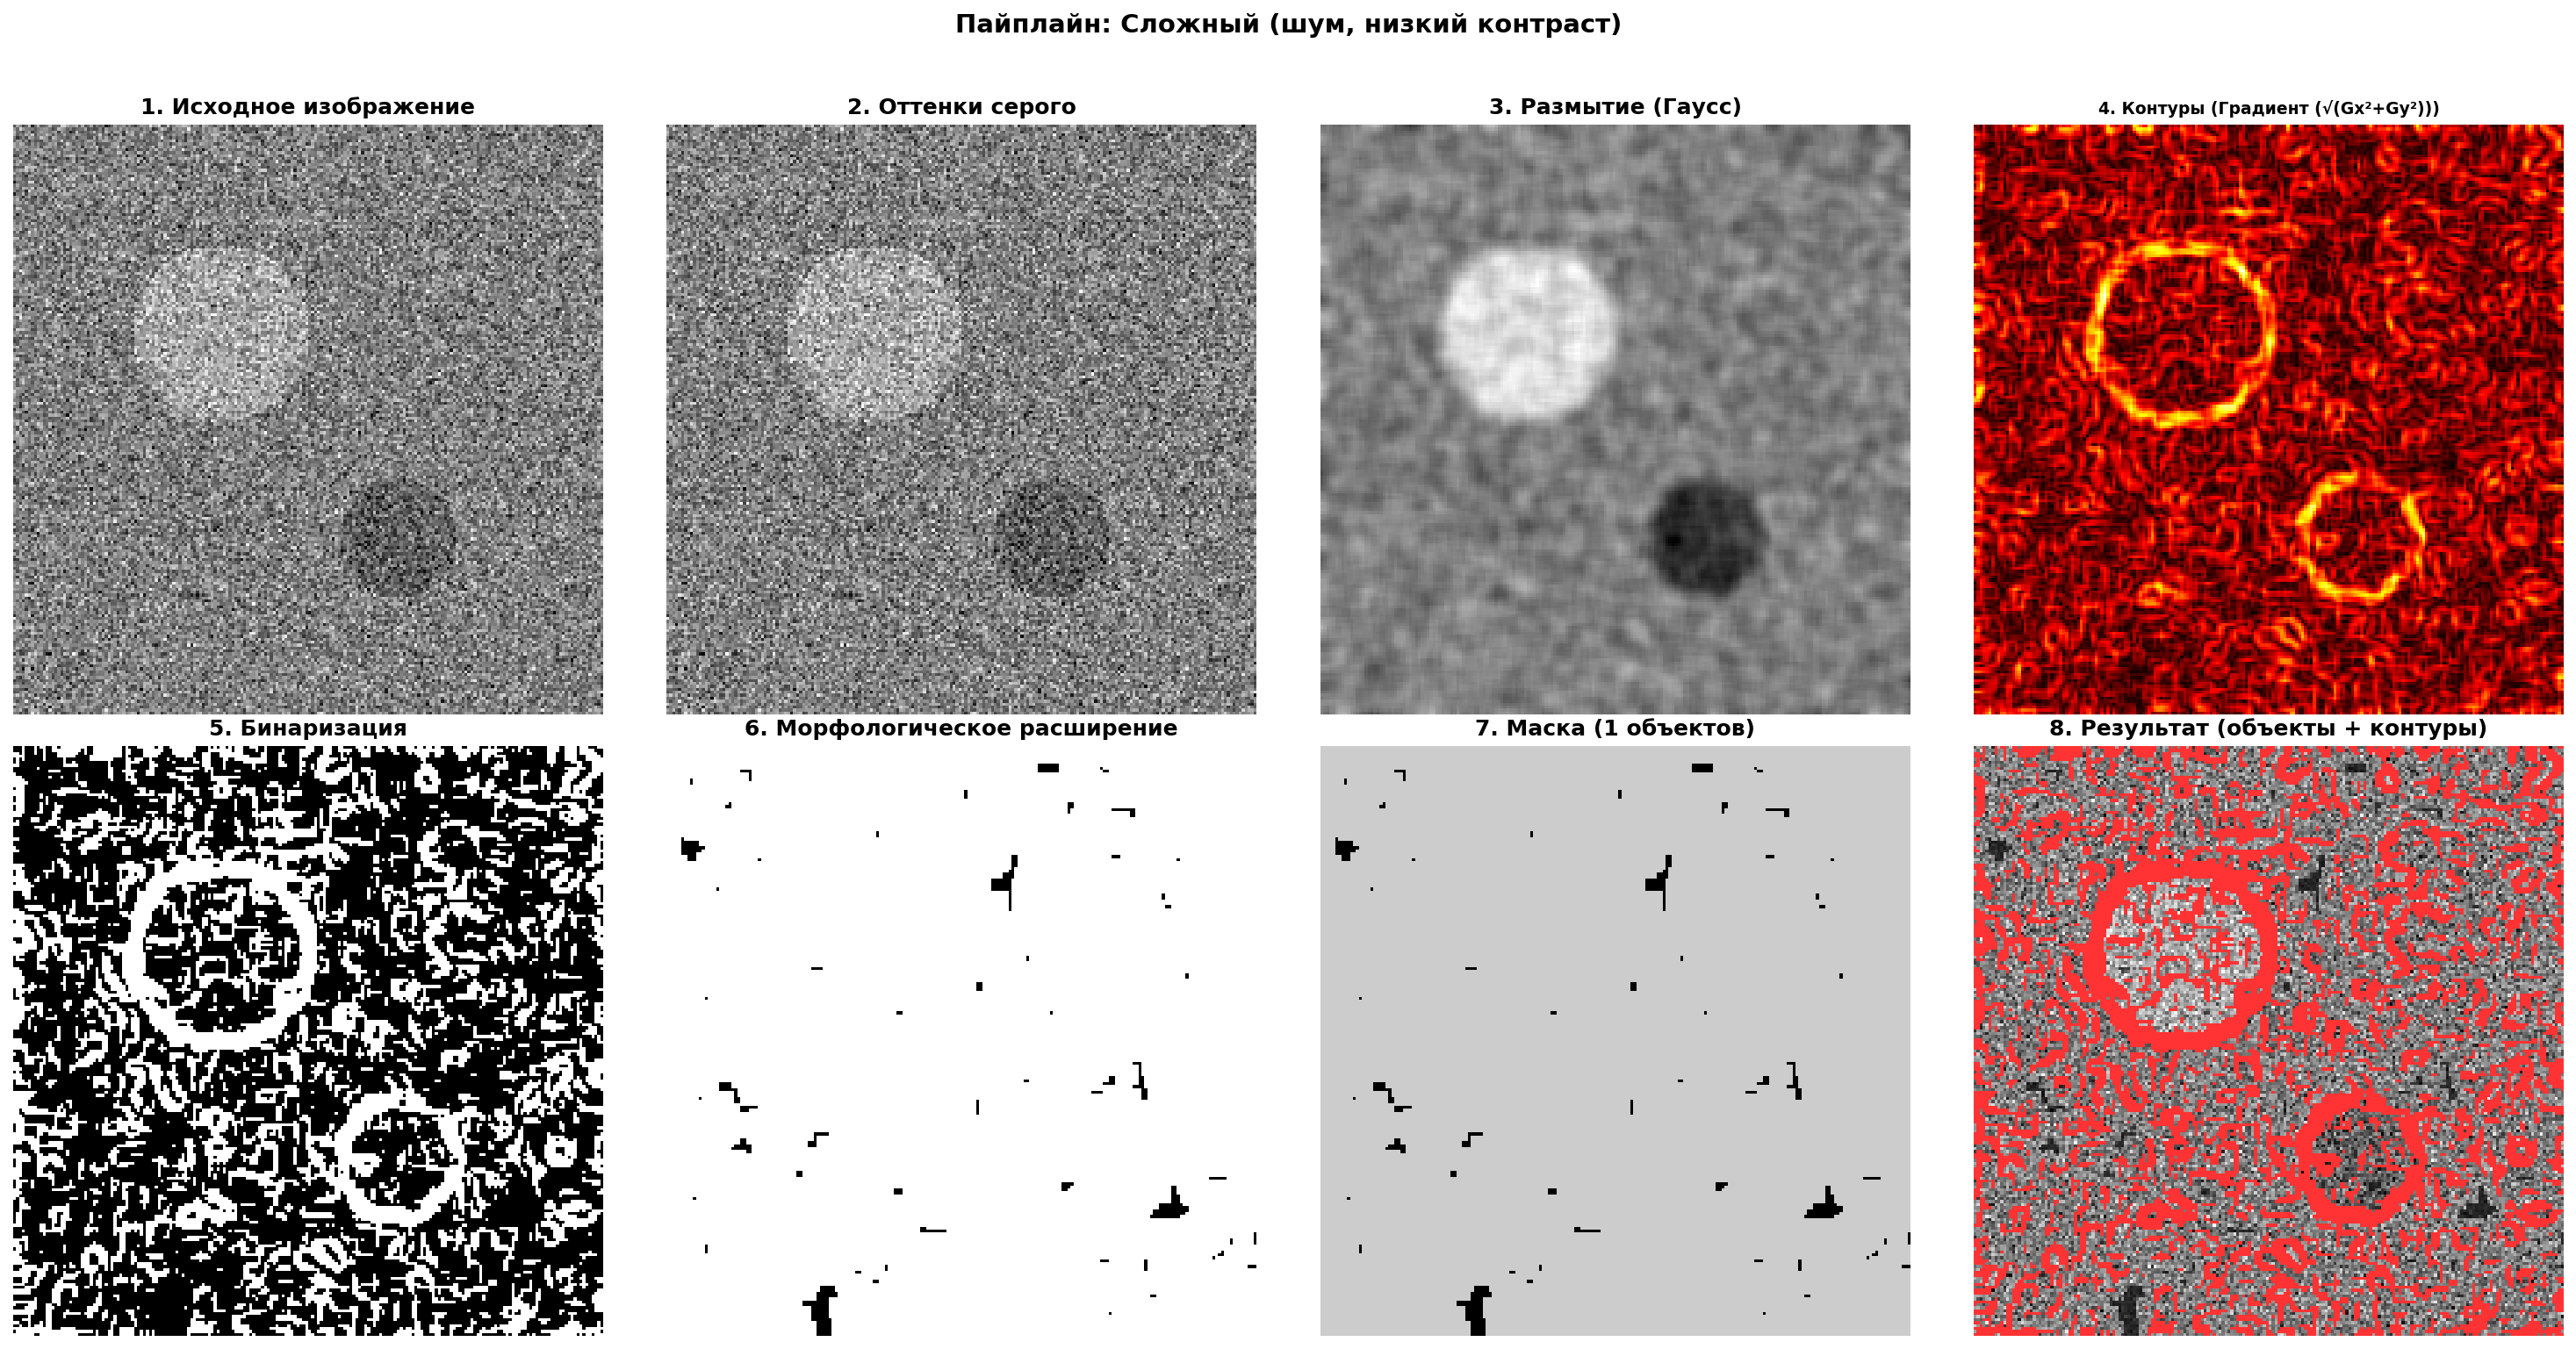 Пайплайн: Сложный (шум, низкий контраст)
1. Исходное изображение
2. Оттенки серого
3. Размытие (Гаусс)
4. Контуры (Градиент (√(Gx²+Gy²)))
5. Бинаризация
6. Морфологическое расширение
7. Маска (1 объектов)
8. Результат (объекты + контуры)